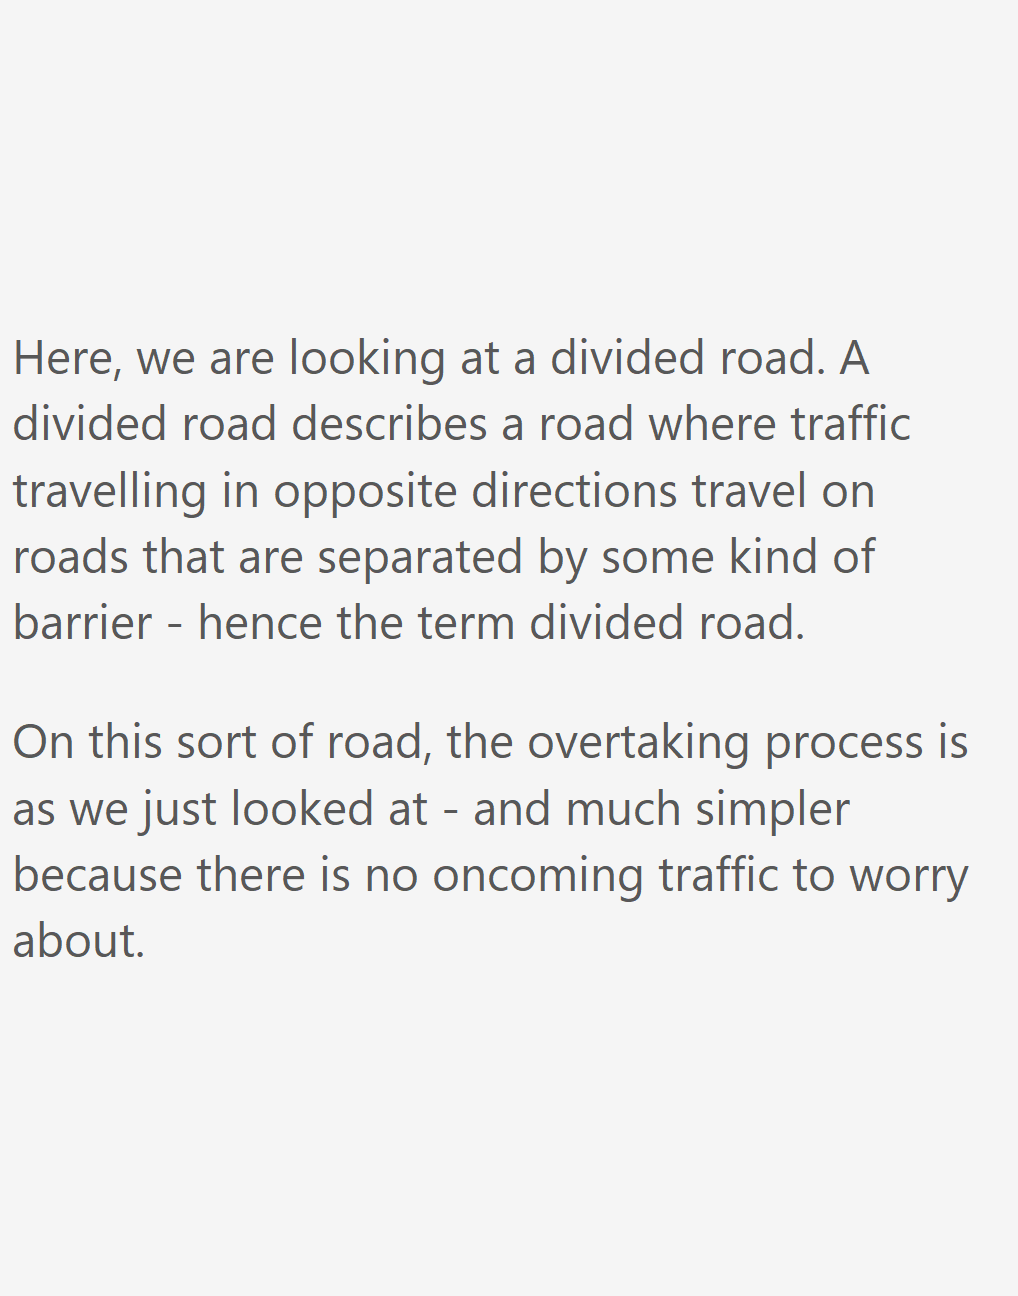 Here, we are looking at a divided road. A
divided road describes a road where traffic
travelling in opposite directions travel on
roads that are separated by some kind of
barrier - hence the term divided road.
On this sort of road, the overtaking process is
as we just looked at - and much simpler
because there is no oncoming traffic to worry
about.